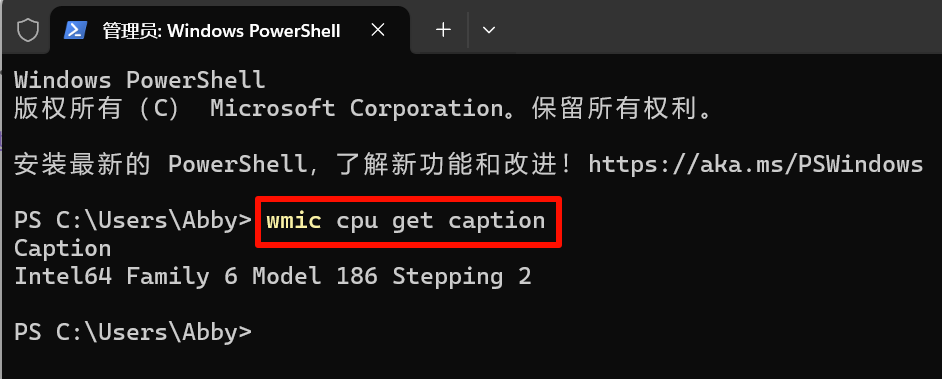 管理员: Windows PowerShell
Windows PowerShell
版权所有（C） Microsoft Corporation。保留所有权利。
安装最新的 PowerShell，了解新功能和改进！https://aka.ms/PSWindows
PS C:\Users\Abby> wmic cpu get caption
Caption
Intel64 Family 6 Model 186 Stepping 2
PS C:\Users\Abby>